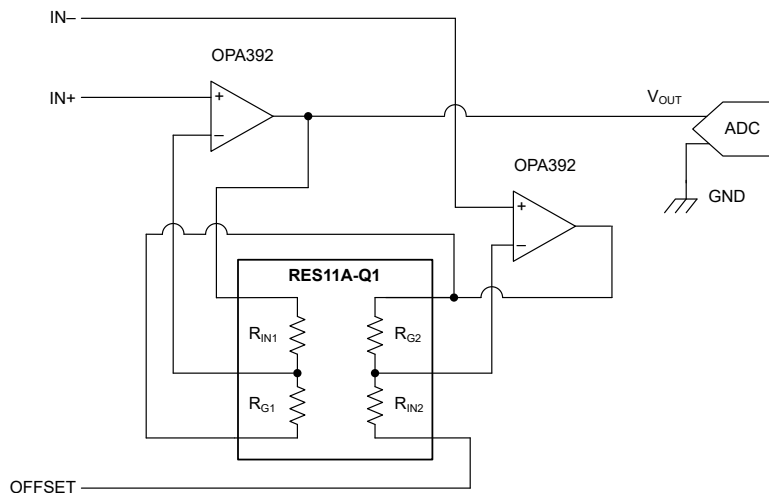 IN–
OPA392
IN+
VOUT
ADC
OPA392
GND
RES11A-Q1
RIN1
RG2
RG1
RIN2
OFFSET
+
–
+
–